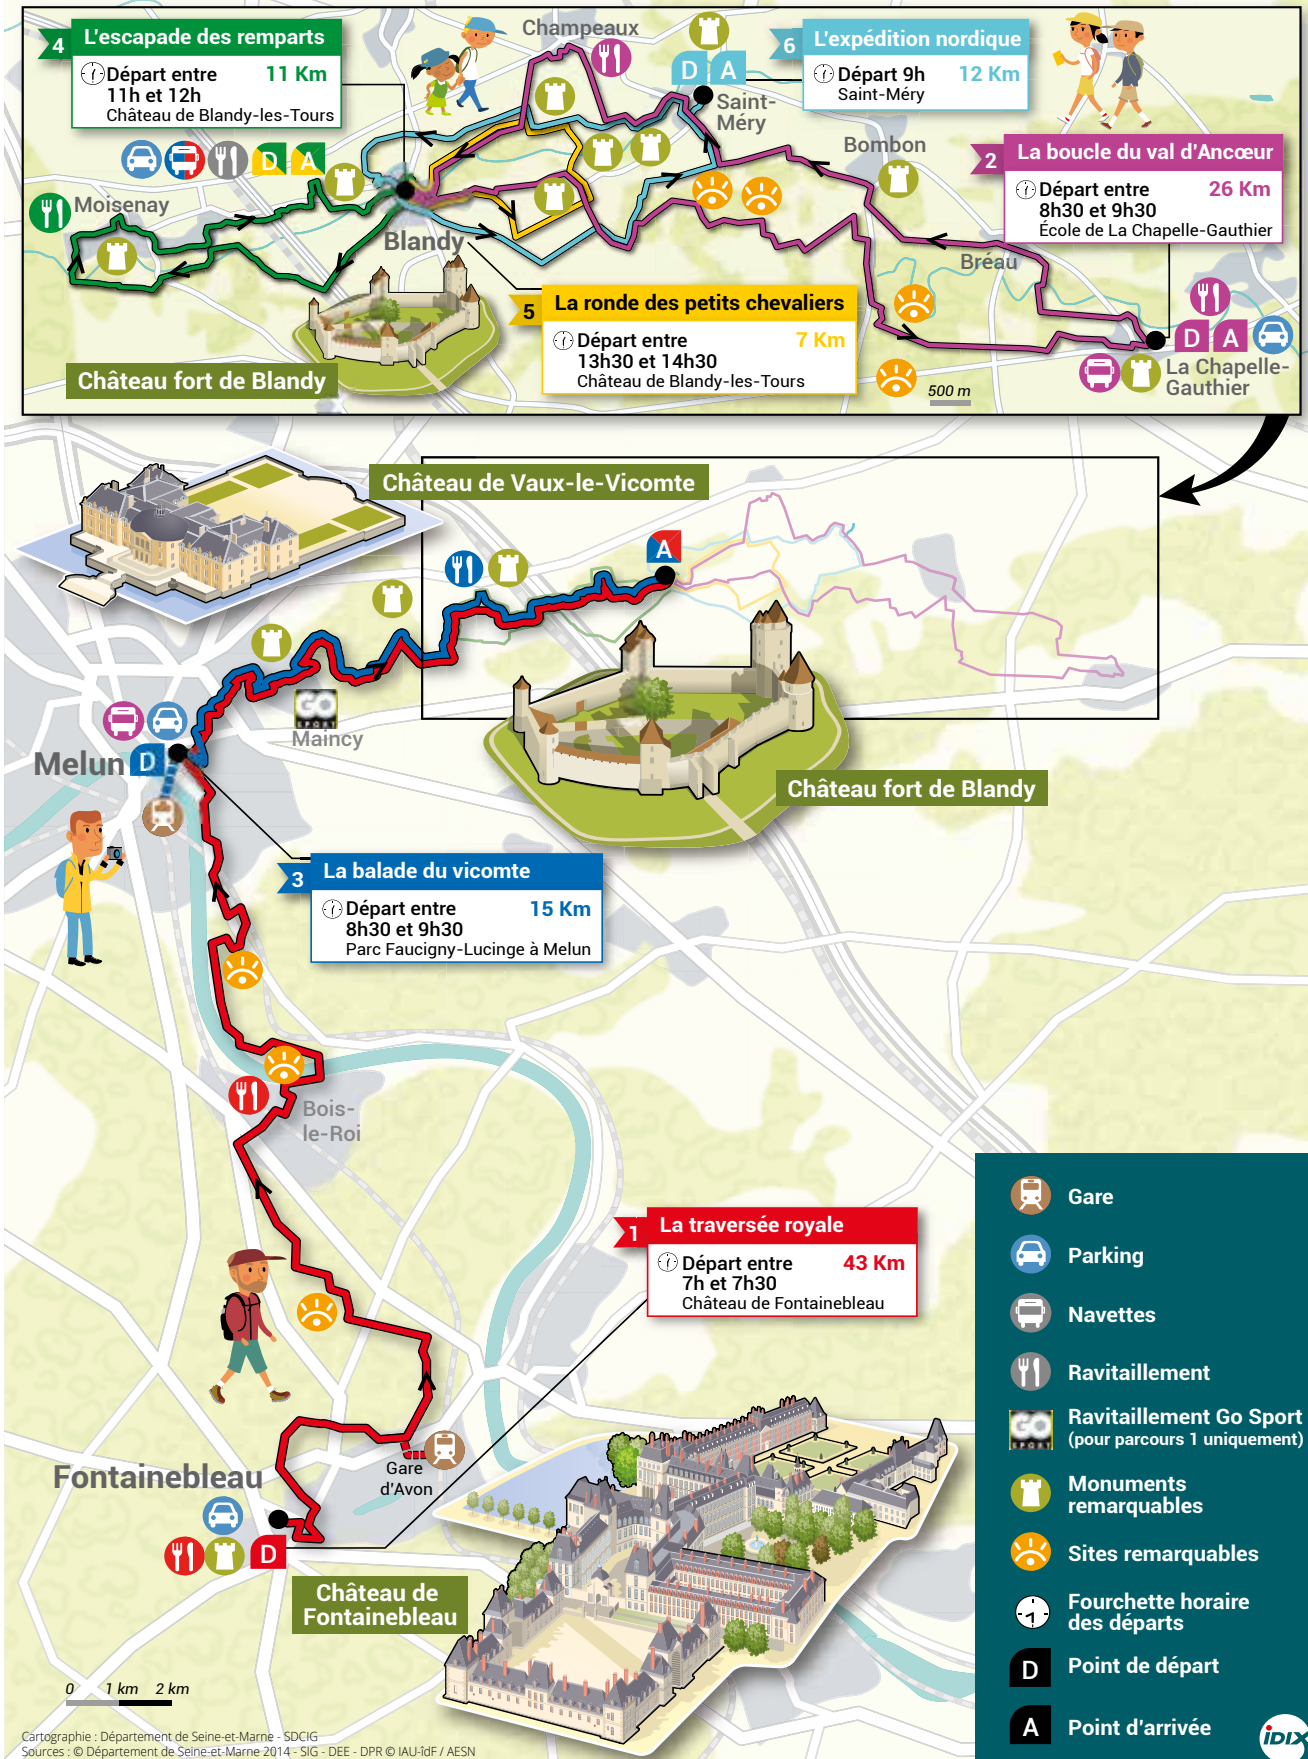 4
L'escapade des remparts
Départ entre 11 Km
11h et 12h
Château de Blandy-les-Tours
Champeaux
6
L'expédition nordique
Départ 9h 12 Km
Saint-Méry
D A
Saint-
Méry
Bombon
2
La boucle du val d'Ancœur
Départ entre 26 Km
8h30 et 9h30
École de La Chapelle-Gauthier
D A
Moisenay
Blandy
Bréau
5
La ronde des petits chevaliers
Départ entre 7 Km
13h30 et 14h30
Château de Blandy-les-Tours
D A
La Chapelle-
Gauthier
Château fort de Blandy
500 m
Château de Vaux-le-Vicomte
A
GO
SPORT
Maincy
Melun D
Château fort de Blandy
3
La balade du vicomte
Départ entre 15 Km
8h30 et 9h30
Parc Faucigny-Lucinge à Melun
Bois-
le-Roi
1
La traversée royale
Départ entre 43 Km
7h et 7h30
Château de Fontainebleau
Gare
d'Avon
Fontainebleau
D
Château de
Fontainebleau
0 1 km 2 km
Cartographie : Département de Seine-et-Marne - SDCIG
Sources : © Département de Seine-et-Marne 2014 - SIG - DEE - DPR © IAU-îdF / AESN
Gare
Parking
Navettes
Ravitaillement
GO
SPORT
Ravitaillement Go Sport
(pour parcours 1 uniquement)
Monuments
remarquables
Sites remarquables
Fourchette horaire
des départs
D Point de départ
A Point d'arrivée
iDIX